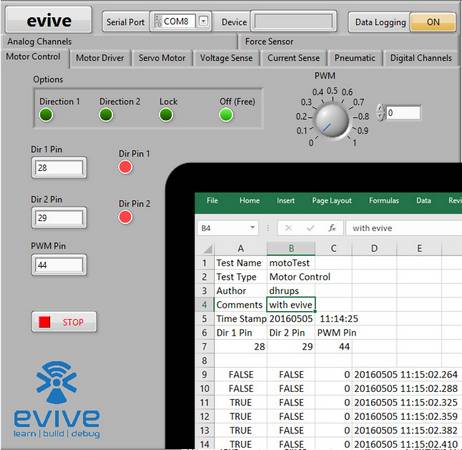 evive Serial Port COM8 Device Data Logging ON
Analog Channels Force Sensor
Motor Control Motor Driver Servo Motor Voltage Sense Current Sense Pneumatic Digital Channels
Options
Direction 1 Direction 2 Lock Off (Free)
PWM
0 0.1 0.2 0.3 0.4 0.5 0.6 0.7 0.8 0.9 1
0
Dir 1 Pin
28
Dir Pin 1
Dir 2 Pin
29
Dir Pin 2
PWM Pin
44
STOP
evive
learn | build | debug
File Home Insert Page Layout Formulas Data
B4 fx with evive
A B C D E
1 Test Name motoTest
2 Test Type Motor Control
3 Author dhrups
4 Comments with evive
5 Time Stamp 20160505 11:14:25
6 Dir 1 Pin Dir 2 Pin PWM Pin
7 28 29 44
8
9 FALSE FALSE 0 20160505 11:15:02.264
10 FALSE FALSE 0 20160505 11:15:02.288
11 TRUE FALSE 0 20160505 11:15:02.325
12 TRUE FALSE 0 20160505 11:15:02.359
13 TRUE FALSE 0 20160505 11:15:02.382
14 TRUE FALSE 0 20160505 11:15:02.410